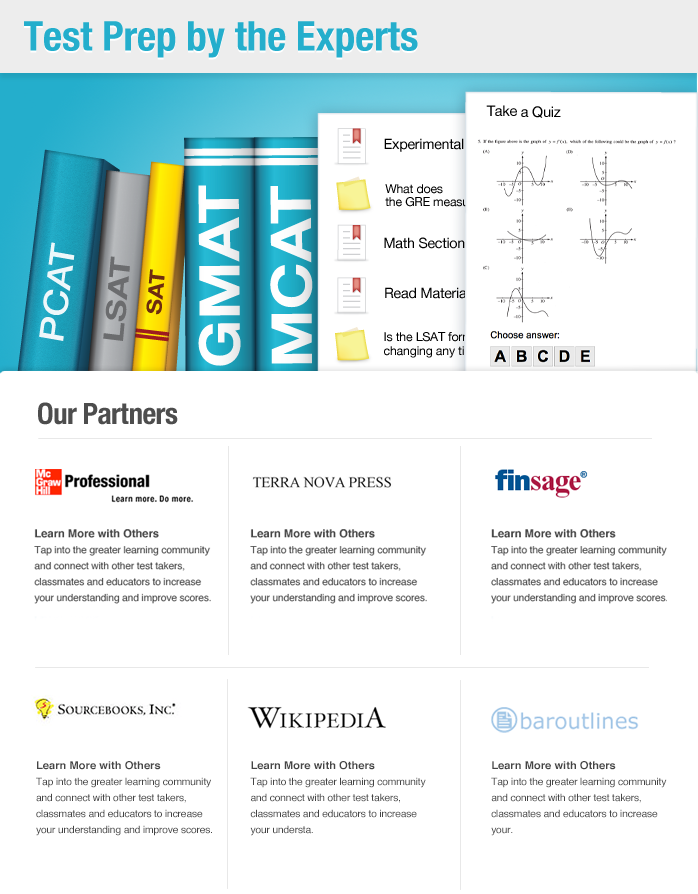 Test Prep by the Experts
PCAT
LSAT
SAT
GMAT
MCAT
Experimental
What does
the GRE measu
Math Section
Read Materia
Is the LSAT for
changing any ti
Take a Quiz
5. If the figure above is the graph of y = f'(x), which of the following could be the graph of y = f(x) ?
(A)
(D)
(B)
(C)
Choose answer:
A B C D E
Our Partners
Mc
Graw
Hill
Professional
Learn more. Do more.
TERRA NOVA PRESS
finsage®
Learn More with Others
Tap into the greater learning community
and connect with other test takers,
classmates and educators to increase
your understanding and improve scores.
Learn More with Others
Tap into the greater learning community
and connect with other test takers,
classmates and educators to increase
your understanding and improve scores.
Learn More with Others
Tap into the greater learning community
and connect with other test takers,
classmates and educators to increase
your understanding and improve scores.
SOURCEBOOKS, INC.
WIKIPEDIA
baroutlines
Learn More with Others
Tap into the greater learning community
and connect with other test takers,
classmates and educators to increase
your understanding and improve scores.
Learn More with Others
Tap into the greater learning community
and connect with other test takers,
classmates and educators to increase
your understa.
Learn More with Others
Tap into the greater learning community
and connect with other test takers,
classmates and educators to increase
your.